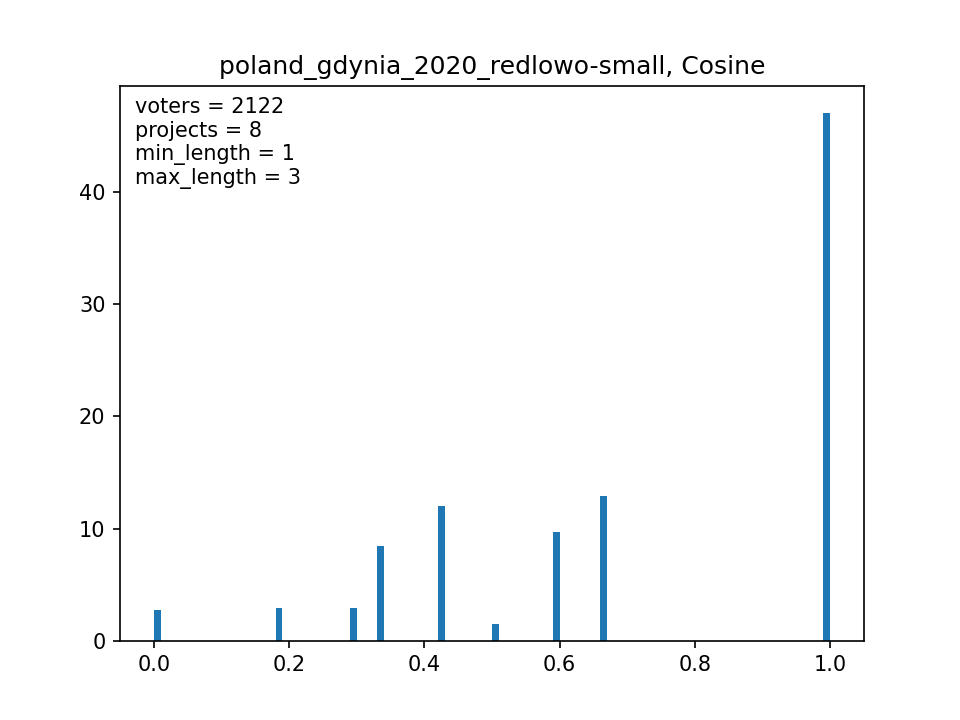 poland_gdynia_2020_redlowo-small, Cosine
voters = 2122
projects = 8
min_length = 1
max_length = 3
40
30
20
10
0
0.0 0.2 0.4 0.6 0.8 1.0